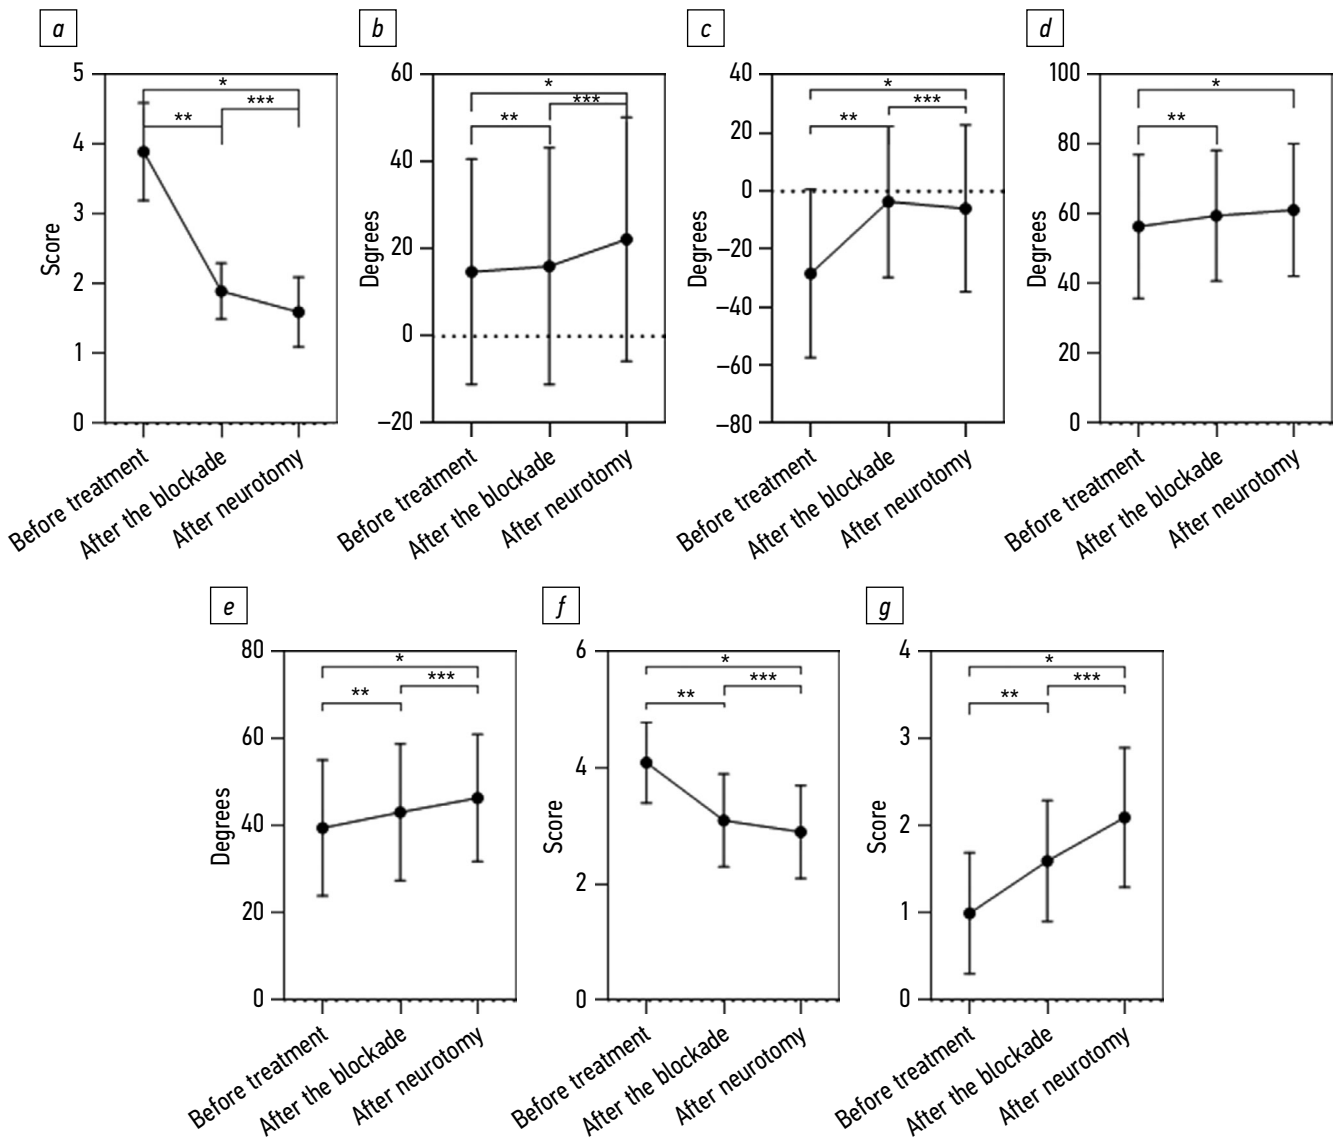 a
5
4
3
2
1
0
Score
*
**
***
Before treatment
After the blockade
After neurotomy
b
60
40
20
0
–20
Degrees
*
**
***
Before treatment
After the blockade
After neurotomy
c
40
20
0
–20
–40
–60
–80
Degrees
*
**
***
Before treatment
After the blockade
After neurotomy
d
100
80
60
40
20
0
Degrees
*
**
Before treatment
After the blockade
After neurotomy
e
80
60
40
20
0
Degrees
*
**
***
Before treatment
After the blockade
After neurotomy
f
6
4
2
0
Score
*
**
***
Before treatment
After the blockade
After neurotomy
g
4
3
2
1
0
Score
*
**
***
Before treatment
After the blockade
After neurotomy